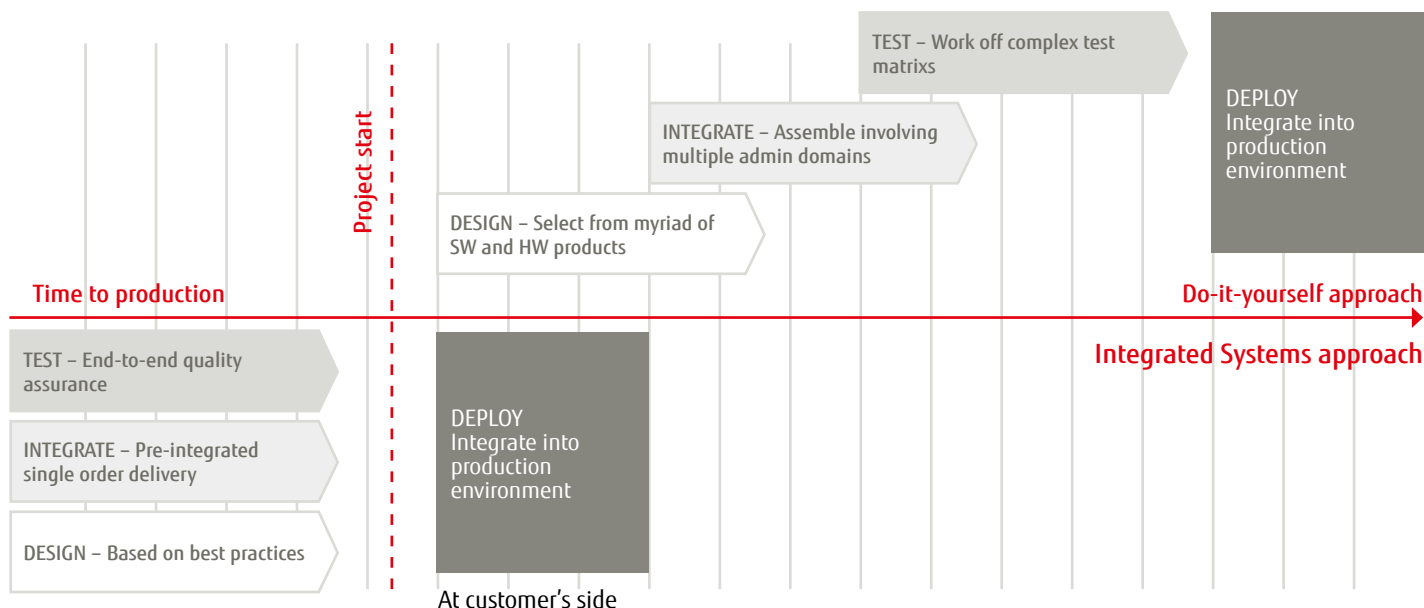 TEST – Work off complex test
matrixs
DEPLOY
Integrate into
production
environment
INTEGRATE – Assemble involving
multiple admin domains
Project start
DESIGN – Select from myriad of
SW and HW products
Time to production
Do-it-yourself approach
Integrated Systems approach
TEST – End-to-end quality
assurance
INTEGRATE – Pre-integrated
single order delivery
DESIGN – Based on best practices
DEPLOY
Integrate into
production
environment
At customer's side